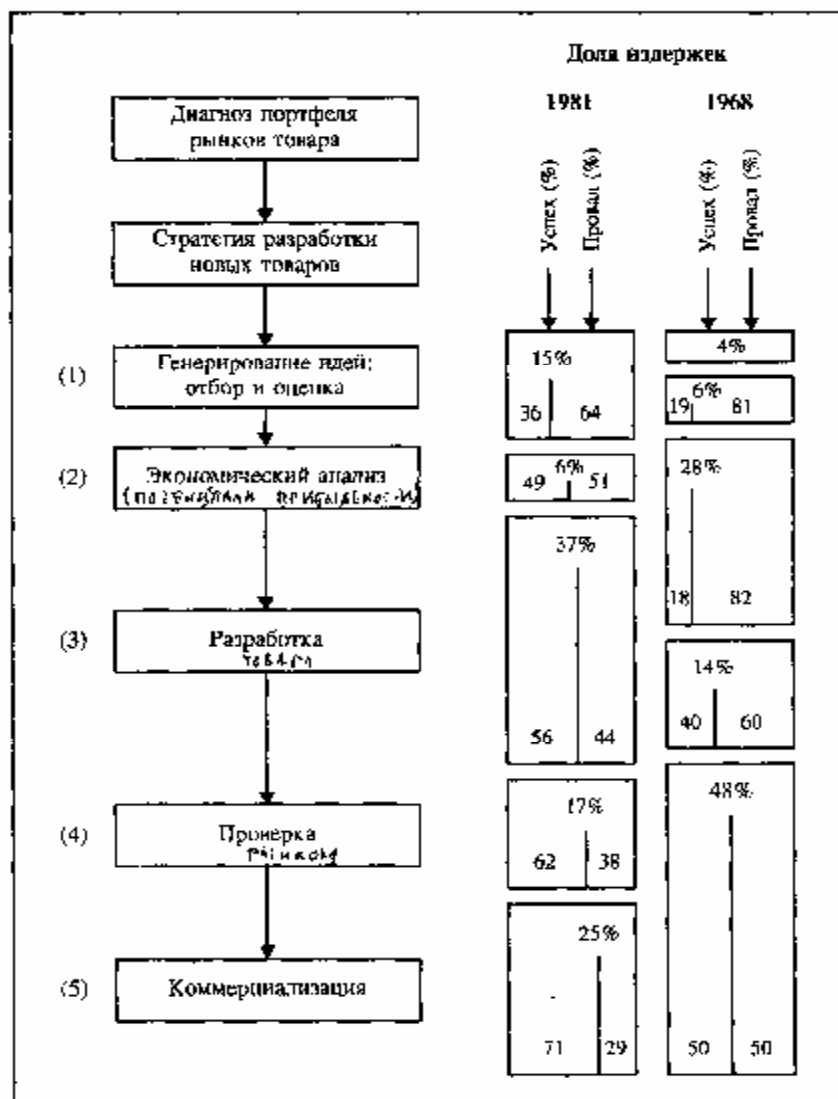 Доля издержек
1981
1968
Успех (%)
Провал (%)
Успех (%)
Провал (%)
Диагноз портфеля
рынков товара
Стратегия разработки
новых товаров
(1)
Генерирование идей;
отбор и оценка
(2)
Экономический анализ
(3)
Разработка
товара
(4)
Проверка
рынком
(5)
Коммерциализация
15%
36 64
6%
49 51
37%
56 44
17%
62 38
25%
71 29
4%
6%
19 81
28%
18 82
14%
40 60
48%
50 50